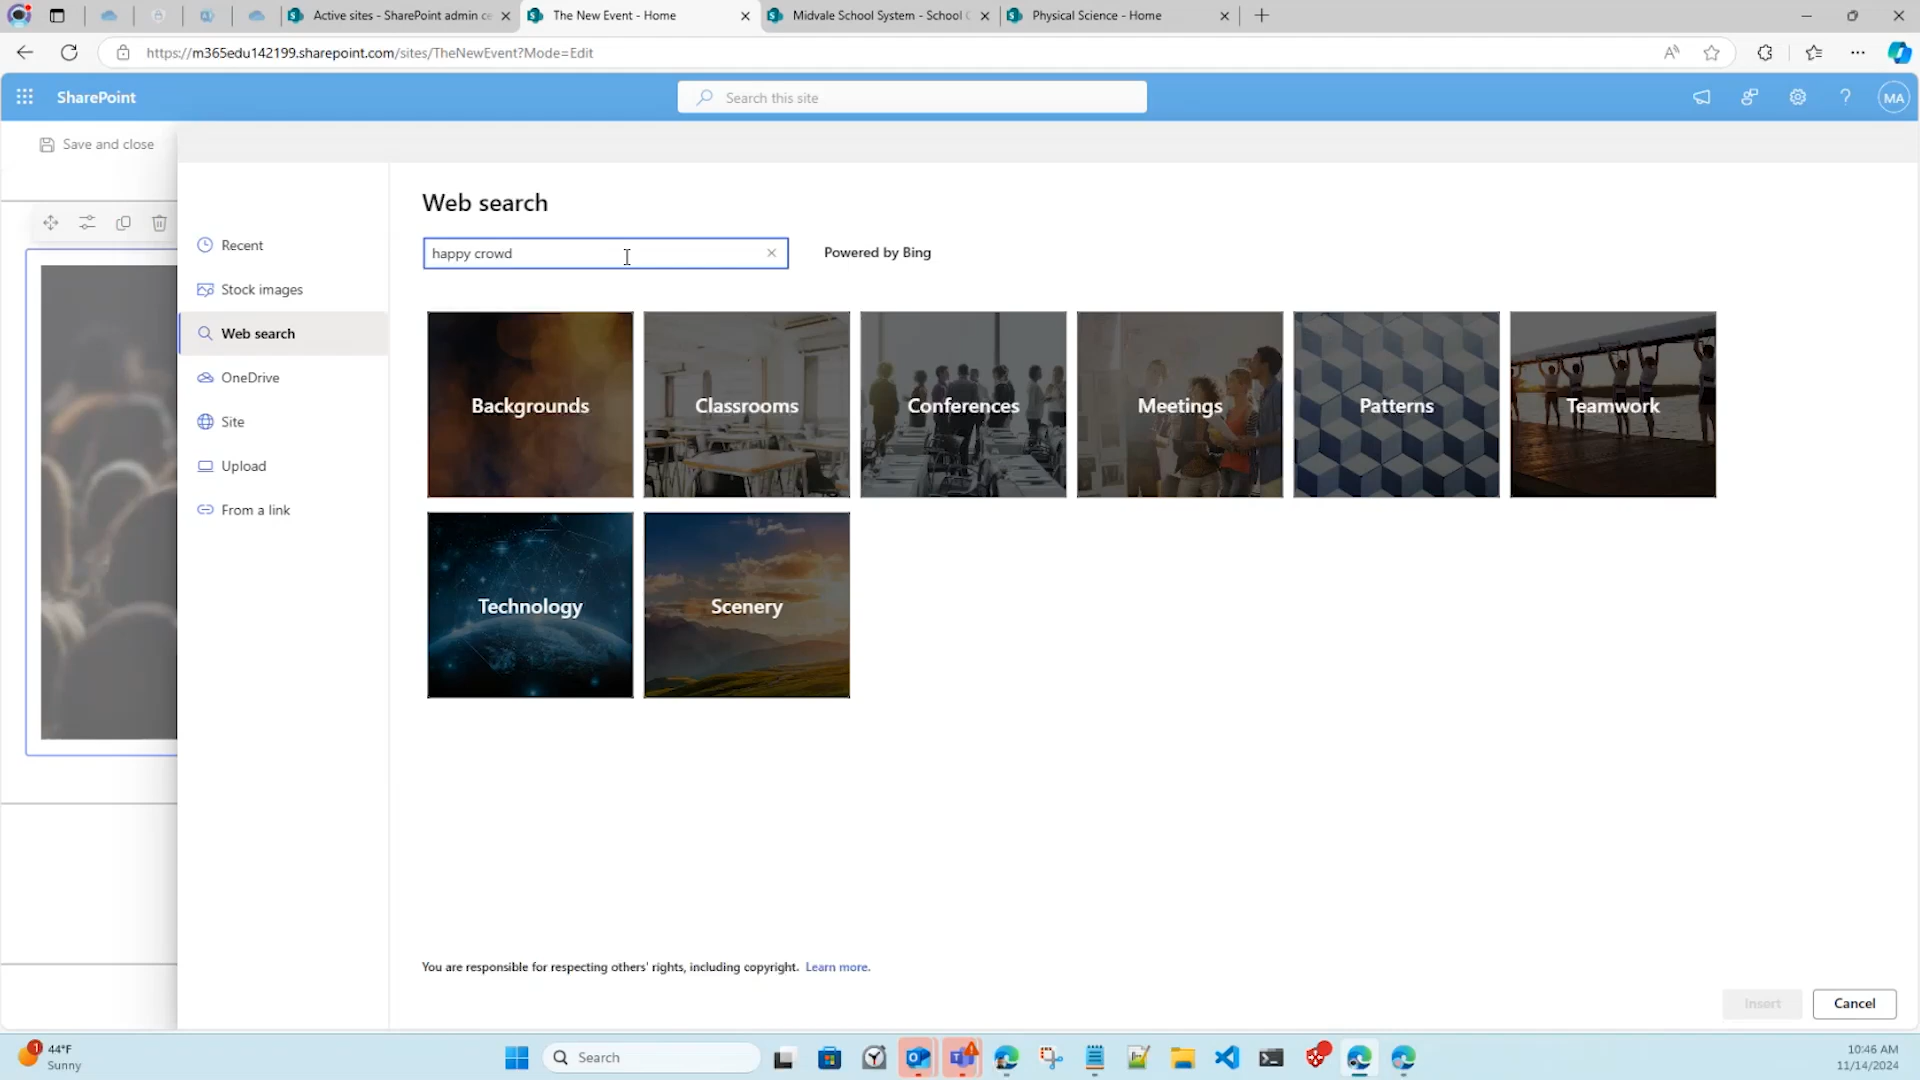 Active sites - SharePoint admin ce
The New Event - Home
Midvale School System - School C
Physical Science - Home
https://m365edu142199.sharepoint.com/sites/TheNewEvent?Mode=Edit
SharePoint
Search this site
MA
Save and close
Web search
happy crowd
Powered by Bing
Recent
Stock images
Web search
OneDrive
Site
Upload
From a link
Backgrounds
Classrooms
Conferences
Meetings
Patterns
Teamwork
Technology
Scenery
You are responsible for respecting others' rights, including copyright. Learn more.
Insert
Cancel
1
44°F
Sunny
Search
10:46 AM
11/14/2024